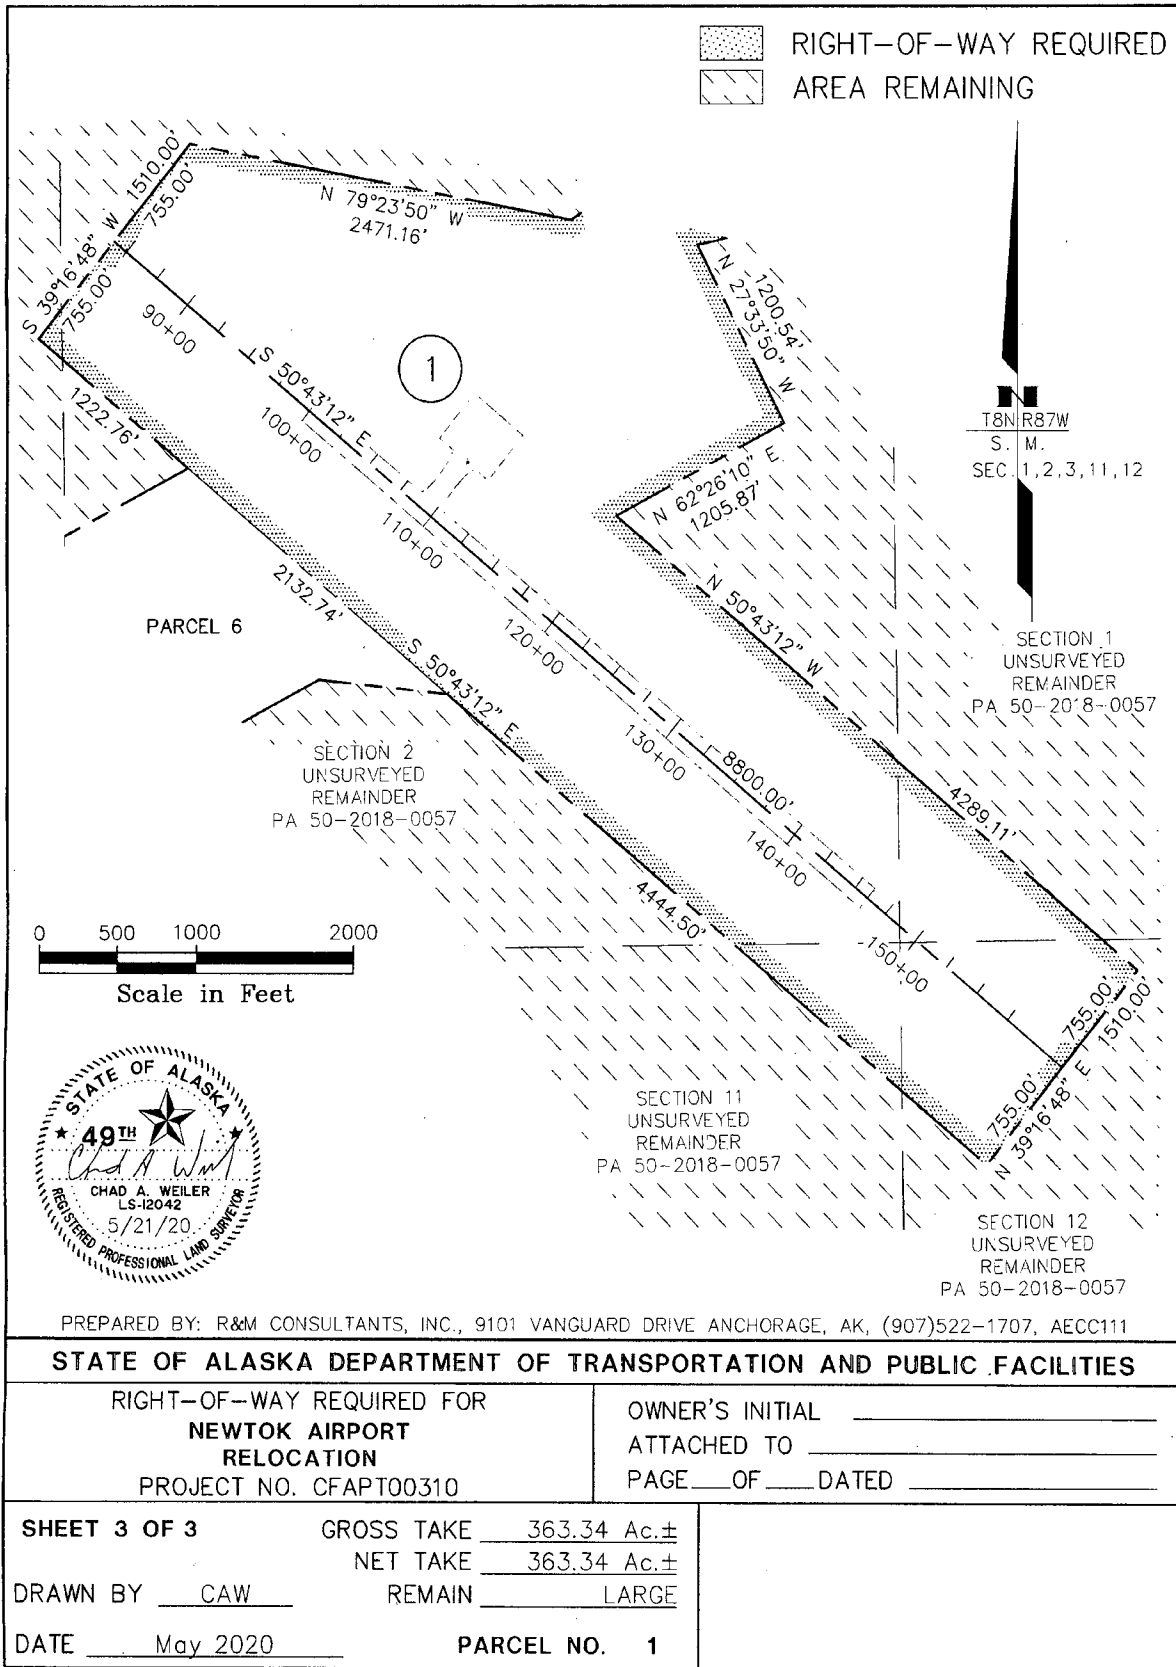 RIGHT-OF-WAY REQUIRED
AREA REMAINING
S 39°16'48" W 1510.00'
755.00'
755.00'
N 79°23'50" W
2471.16'
N 27°33'50" W
1200.54'
N 62°26'10" E
1205.87'
1
T8N R87W
S. M.
SEC. 1,2,3,11,12
90+00
S 50°43'12" E
100+00
110+00
120+00
130+00
8800.00'
140+00
150+00
1222.76'
2132.74'
S 50°43'12" E
4444.50'
N 50°43'12" W
4289.11'
PARCEL 6
SECTION 1
UNSURVEYED
REMAINDER
PA 50-2018-0057
SECTION 2
UNSURVEYED
REMAINDER
PA 50-2018-0057
755.00'
755.00'
N 39°16'48" E 1510.00'
0 500 1000 2000
Scale in Feet
SECTION 11
UNSURVEYED
REMAINDER
PA 50-2018-0057
SECTION 12
UNSURVEYED
REMAINDER
PA 50-2018-0057
STATE OF ALASKA
49TH
Chad A Weiler
CHAD A. WEILER
LS-12042
5/21/20
REGISTERED PROFESSIONAL LAND SURVEYOR
PREPARED BY: R&M CONSULTANTS, INC., 9101 VANGUARD DRIVE ANCHORAGE, AK, (907)522-1707, AECC111
STATE OF ALASKA DEPARTMENT OF TRANSPORTATION AND PUBLIC FACILITIES
RIGHT-OF-WAY REQUIRED FOR
NEWTOK AIRPORT
RELOCATION
PROJECT NO. CFAPT00310
OWNER'S INITIAL
ATTACHED TO
PAGE OF DATED
SHEET 3 OF 3
GROSS TAKE 363.34 Ac.±
NET TAKE 363.34 Ac.±
DRAWN BY CAW
REMAIN LARGE
DATE May 2020
PARCEL NO. 1